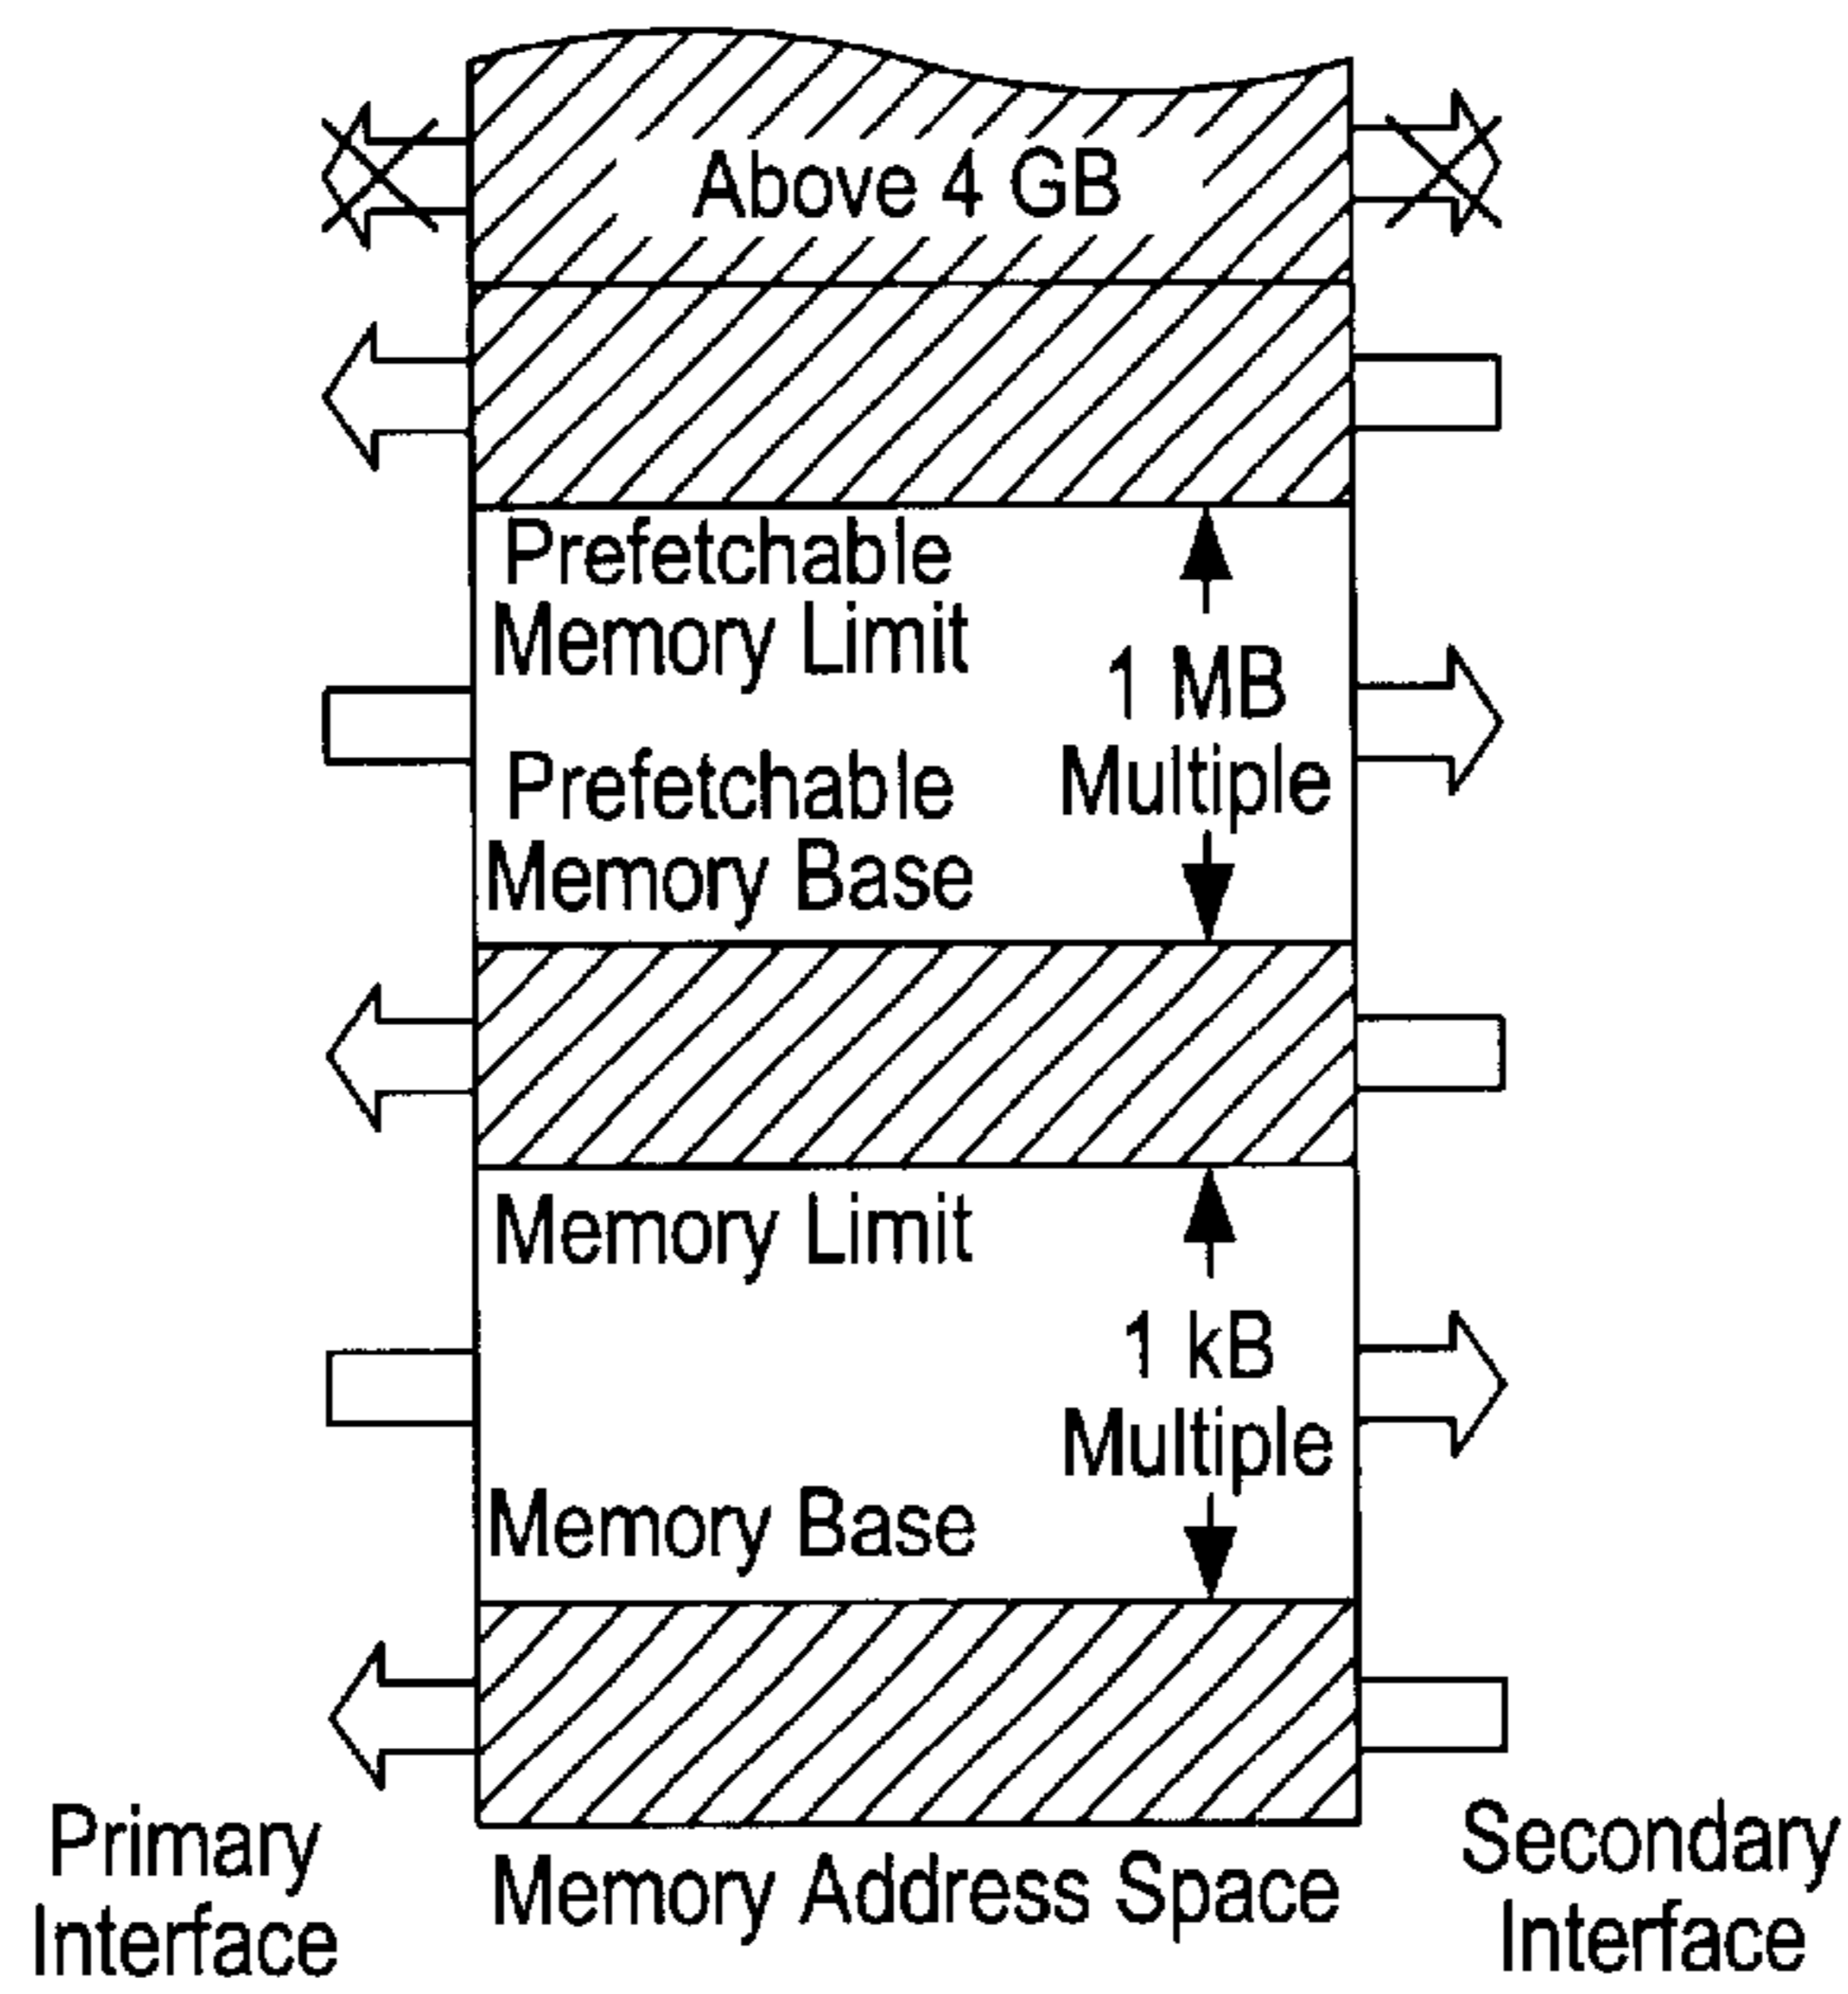 Above 4 GB
Prefetchable
Memory Limit
1 MB
Multiple
Prefetchable
Memory Base
Memory Limit
1 kB
Multiple
Memory Base
Primary
Interface
Memory Address Space
Secondary
Interface